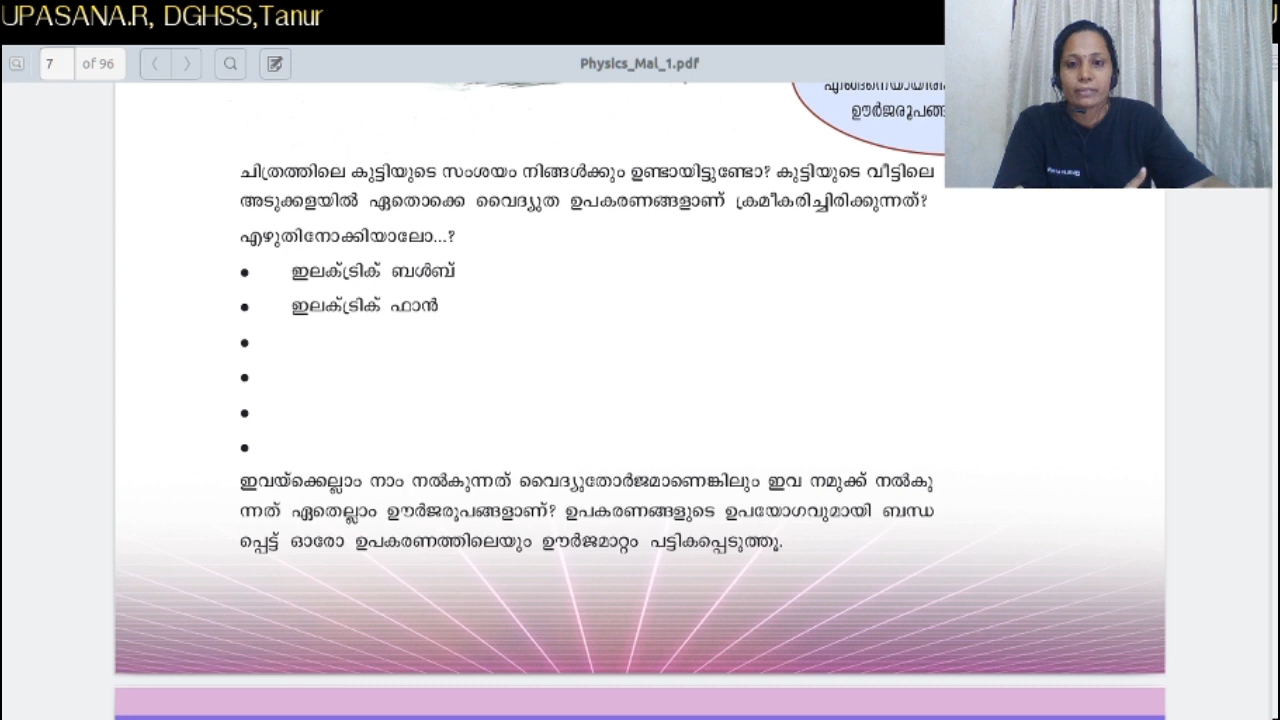 UPASANA.R, DGHSS,Tanur
7 of 96
Physics_Mal_1.pdf
ഊർജരൂപങ്ങ
ചിത്രത്തിലെ കുട്ടിയുടെ സംശയം നിങ്ങൾക്കും ഉണ്ടായിട്ടുണ്ടോ? കുട്ടിയുടെ വീട്ടിലെ
അടുക്കളയിൽ ഏതൊക്കെ വൈദ്യുത ഉപകരണങ്ങളാണ് ക്രമീകരിച്ചിരിക്കുന്നത്?
എഴുതിനോക്കിയാലോ...?
• ഇലക്ട്രിക് ബൾബ്
• ഇലക്ട്രിക് ഫാൻ
•
•
•
•
ഇവയ്ക്കെല്ലാം നാം നൽകുന്നത് വൈദ്യുതോർജമാണെങ്കിലും ഇവ നമുക്ക് നൽകു
ന്നത് ഏതെല്ലാം ഊർജരൂപങ്ങളാണ്? ഉപകരണങ്ങളുടെ ഉപയോഗവുമായി ബന്ധ
പ്പെട്ട് ഓരോ ഉപകരണത്തിലെയും ഊർജമാറ്റം പട്ടികപ്പെടുത്തൂ.